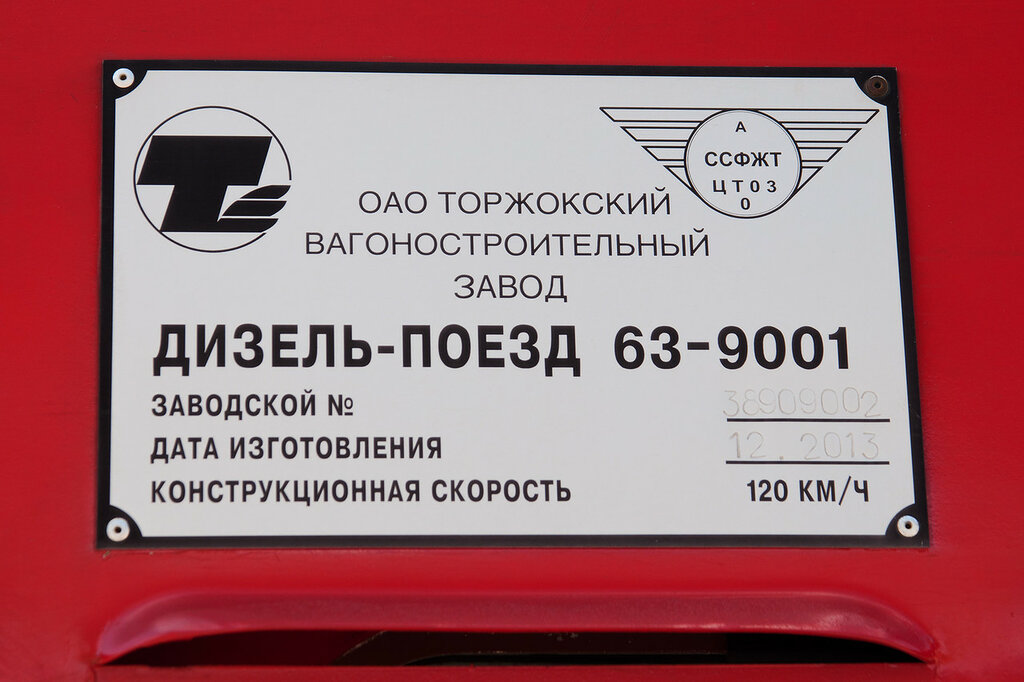 А
ССФЖТ
ЦТ03
0
ОАО ТОРЖОКСКИЙ
ВАГОНОСТРОИТЕЛЬНЫЙ
ЗАВОД
ДИЗЕЛЬ-ПОЕЗД 63-9001
ЗАВОДСКОЙ № 38909002
ДАТА ИЗГОТОВЛЕНИЯ 12.2013
КОНСТРУКЦИОННАЯ СКОРОСТЬ 120 КМ/Ч